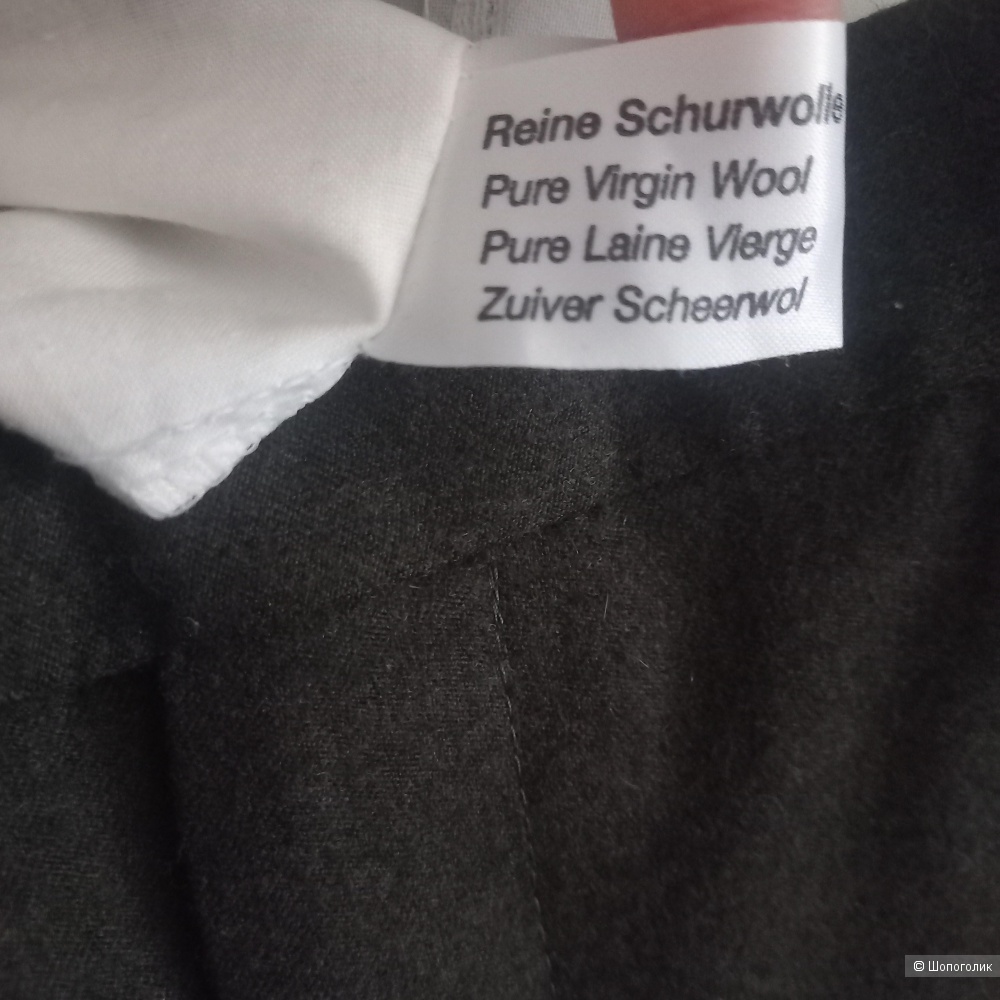 Reine Schurwolle
Pure Virgin Wool
Pure Laine Vierge
Zuiver Scheerwol
© Шопоголик